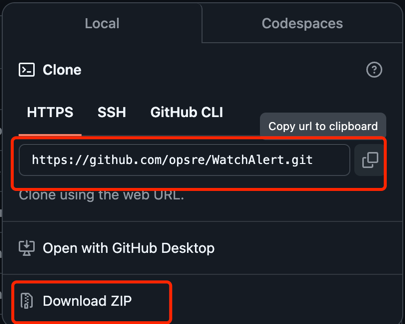 Local
Codespaces
Clone
HTTPS
SSH
GitHub CLI
Copy url to clipboard
https://github.com/opsre/WatchAlert.git
Clone using the web URL.
Open with GitHub Desktop
Download ZIP